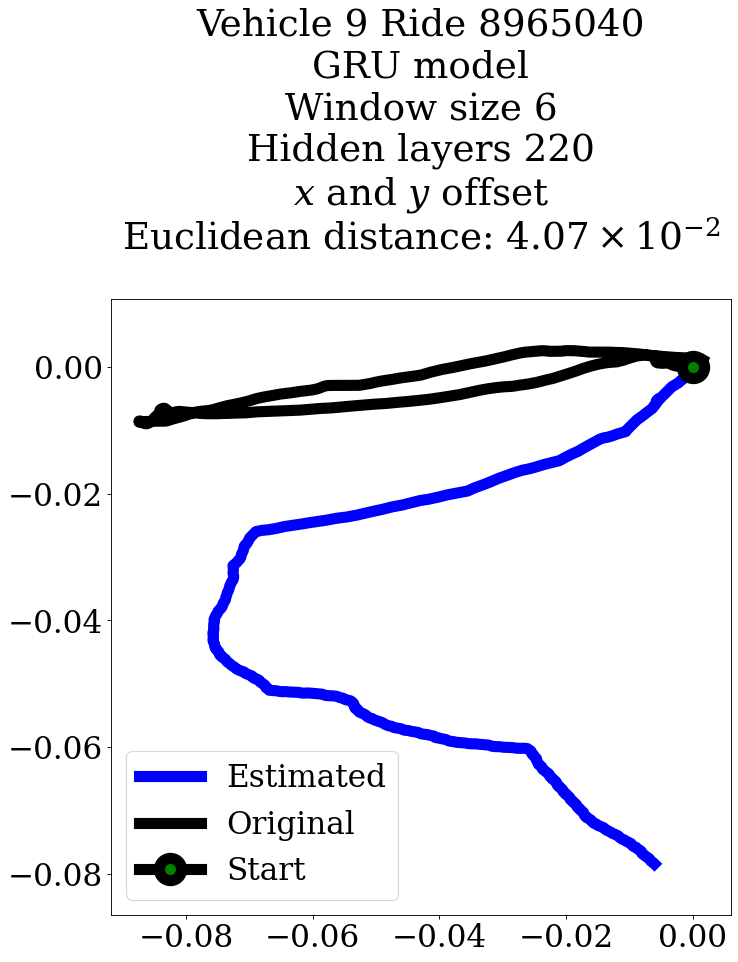 Vehicle 9 Ride 8965040
GRU model
Window size 6
Hidden layers 220
x and y offset
Euclidean distance: 4.07 × 10⁻²
0.00
−0.02
−0.04
−0.06
−0.08
Estimated
Original
Start
−0.08 −0.06 −0.04 −0.02 0.00